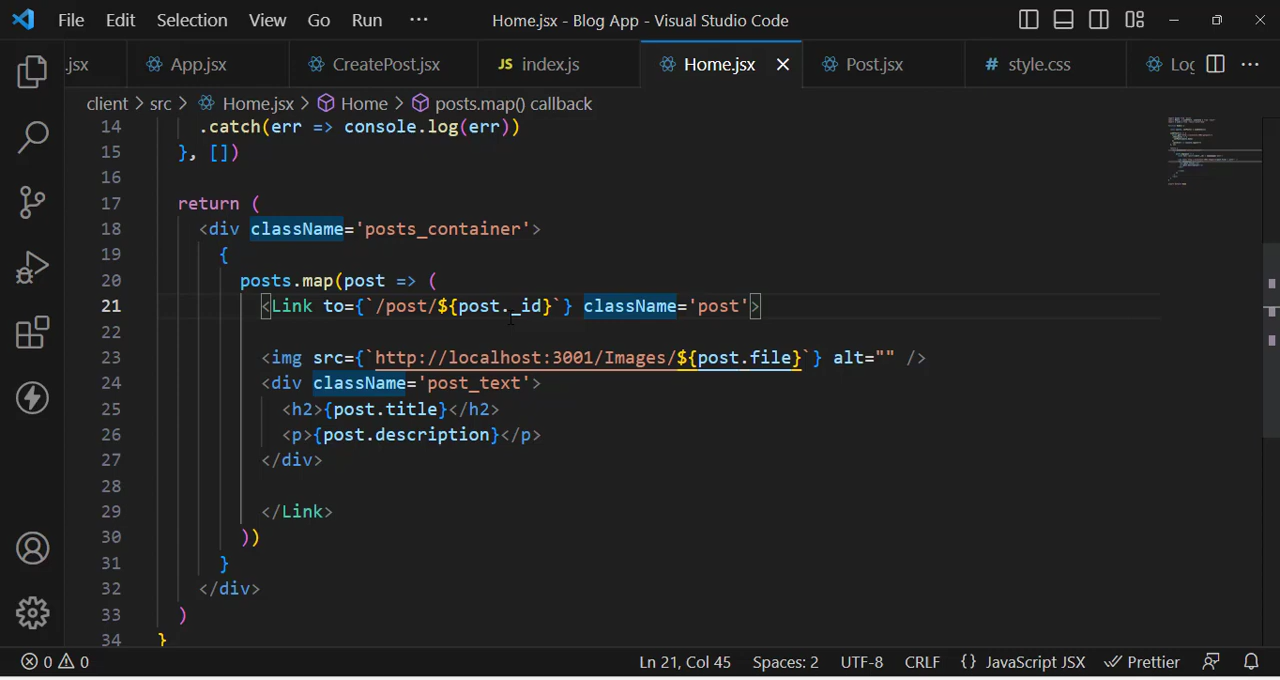 File Edit Selection View Go Run ··· Home.jsx - Blog App - Visual Studio Code
.jsx App.jsx CreatePost.jsx JS index.js Home.jsx Post.jsx # style.css Log ···
client > src > Home.jsx > Home > posts.map() callback
14 .catch(err => console.log(err))
15 }, [])
16
17 return (
18 <div className='posts_container'>
19 {
20 posts.map(post => (
21 <Link to={`/post/${post._id}`} className='post'>
22
23 <img src={`http://localhost:3001/Images/${post.file}`} alt="" />
24 <div className='post_text'>
25 <h2>{post.title}</h2>
26 <p>{post.description}</p>
27 </div>
28
29 </Link>
30 ))
31 }
32 </div>
33 )
34 }
0 0 Ln 21, Col 45 Spaces: 2 UTF-8 CRLF {} JavaScript JSX Prettier